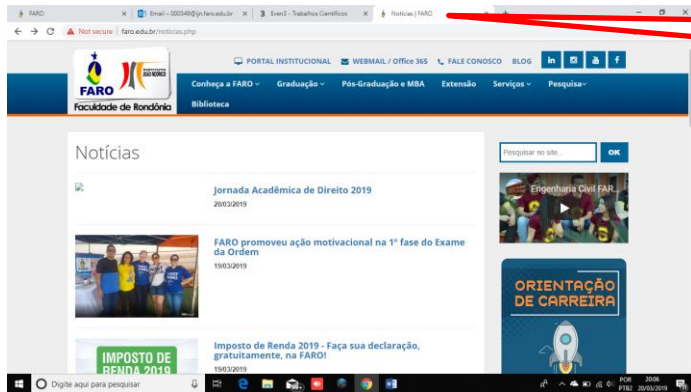 FARO
Email – 000349@jn.faro.edu.br
Even3 – Trabalhos Científicos
Notícias | FARO
Not secure | faro.edu.br/noticias.php
PORTAL INSTITUCIONAL
WEBMAIL / Office 365
FALE CONOSCO
BLOG
FARO
Faculdade de Rondônia
Conheça a FARO
Graduação
Pós-Graduação e MBA
Extensão
Serviços
Pesquisa
Biblioteca
Notícias
Pesquisar no site...
OK
Jornada Acadêmica de Direito 2019
20/03/2019
Engenharia Civil FAR...
FARO promoveu ação motivacional na 1ª fase do Exame
da Ordem
19/03/2019
ORIENTAÇÃO
DE CARREIRA
IMPOSTO DE
RENDA 2019
Imposto de Renda 2019 - Faça sua declaração,
gratuitamente, na FARO!
19/03/2019
Digite aqui para pesquisar
POR
PTB2
20:06
20/03/2019